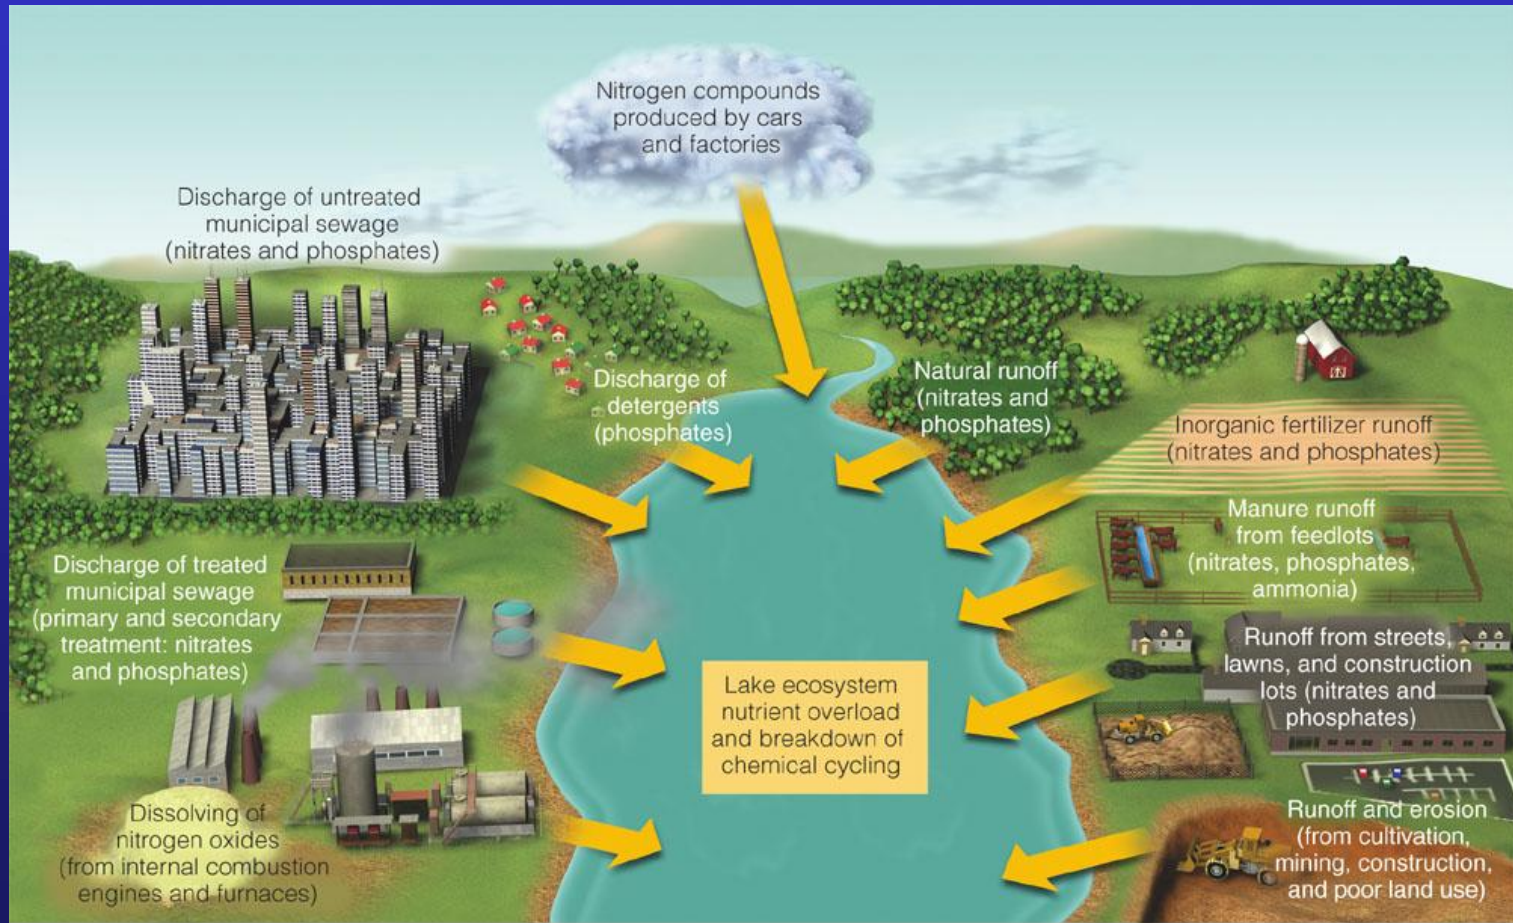 Nitrogen compounds
produced by cars
and factories
Discharge of untreated
municipal sewage
(nitrates and phosphates)
Discharge of
detergents
(phosphates)
Natural runoff
(nitrates and
phosphates)
Inorganic fertilizer runoff
(nitrates and phosphates)
Manure runoff
from feedlots
(nitrates, phosphates,
ammonia)
Discharge of treated
municipal sewage
(primary and secondary
treatment: nitrates
and phosphates)
Runoff from streets,
lawns, and construction
lots (nitrates and
phosphates)
Lake ecosystem
nutrient overload
and breakdown of
chemical cycling
Dissolving of
nitrogen oxides
(from internal combustion
engines and furnaces)
Runoff and erosion
(from cultivation,
mining, construction,
and poor land use)